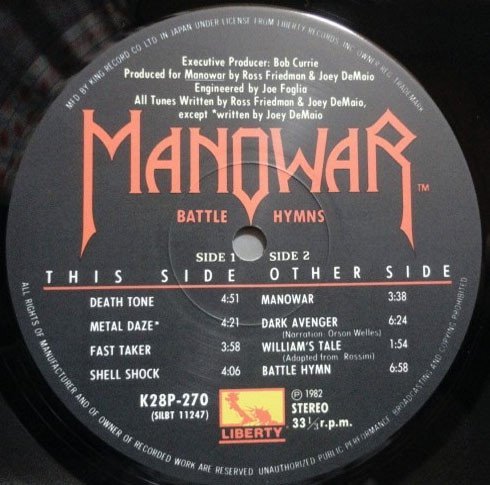 MFD BY KING RECORD CO. LTD. IN JAPAN UNDER LICENSE FROM LIBERTY RECORDS, INC. OWNER REG. TRADEMARK.
Executive Producer: Bob Currie
Produced for Manowar by Ross Friedman & Joey DeMaio
Engineered by Joe Foglia
All Tunes Written by Ross Friedman & Joey DeMaio,
except *written by Joey DeMaio
MANOWAR TM
BATTLE HYMNS
SIDE 1 SIDE 2
THIS SIDE OTHER SIDE
DEATH TONE 4:51
METAL DAZE* 4:21
FAST TAKER 3:58
SHELL SHOCK 4:06
MANOWAR 3:38
DARK AVENGER 6:24
(Narration: Orson Welles)
WILLIAM'S TALE 1:54
(Adapted from Rossini)
BATTLE HYMN 6:58
K28P-270
(SILBT 11247)
LIBERTY
℗ 1982
STEREO
33⅓ r.p.m.
ALL RIGHTS OF MANUFACTURER AND OF OWNER OF RECORDED WORK ARE RESERVED. UNAUTHORIZED PUBLIC PERFORMANCE, BROADCASTING AND COPYING PROHIBITED